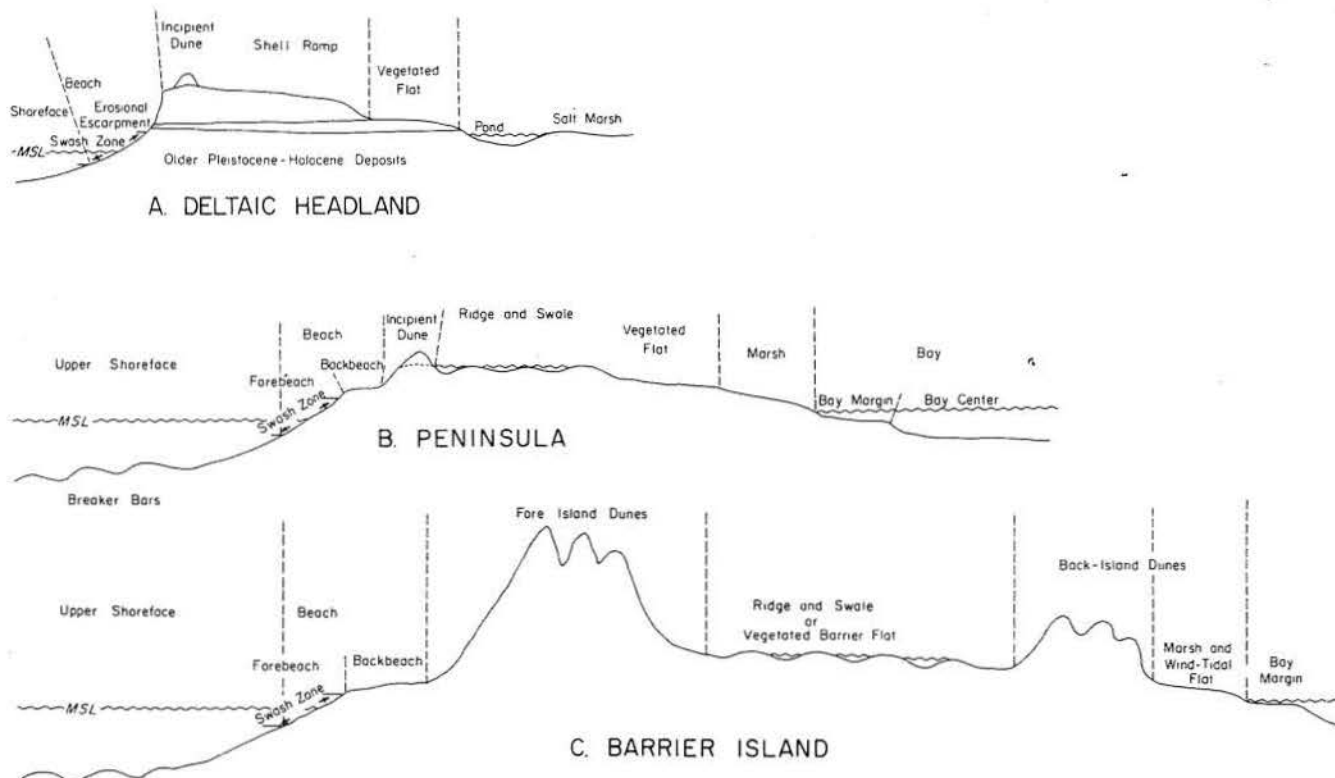 Incipient
Dune
Shell Ramp
Vegetated
Flat
Beach
Shoreface
Erosional
Escarpment
Swash Zone
-MSL
Pond
Salt Marsh
Older Pleistocene-Holocene Deposits
A. DELTAIC HEADLAND
Upper Shoreface
Beach
Forebeach
Backbeach
Incipient
Dune
Ridge and Swale
Vegetated
Flat
Marsh
Bay
Bay Margin
Bay Center
MSL
Swash Zone
B. PENINSULA
Breaker Bars
Fore Island Dunes
Back-Island Dunes
Upper Shoreface
Beach
Forebeach
Backbeach
Ridge and Swale
or
Vegetated Barrier Flat
Marsh and
Wind-Tidal
Flat
Bay
Margin
MSL
Swash Zone
C. BARRIER ISLAND